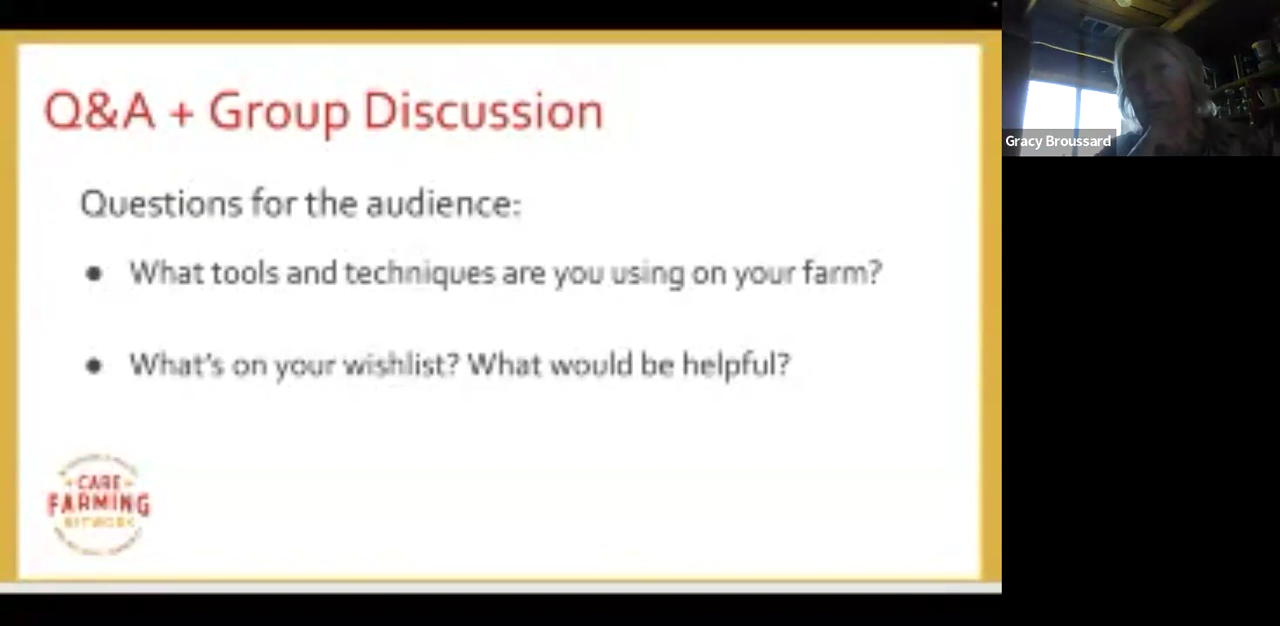 Q&A + Group Discussion
Questions for the audience:
● What tools and techniques are you using on your farm?
● What's on your wishlist? What would be helpful?
CARE
FARMING
NETWORK
Gracy Broussard